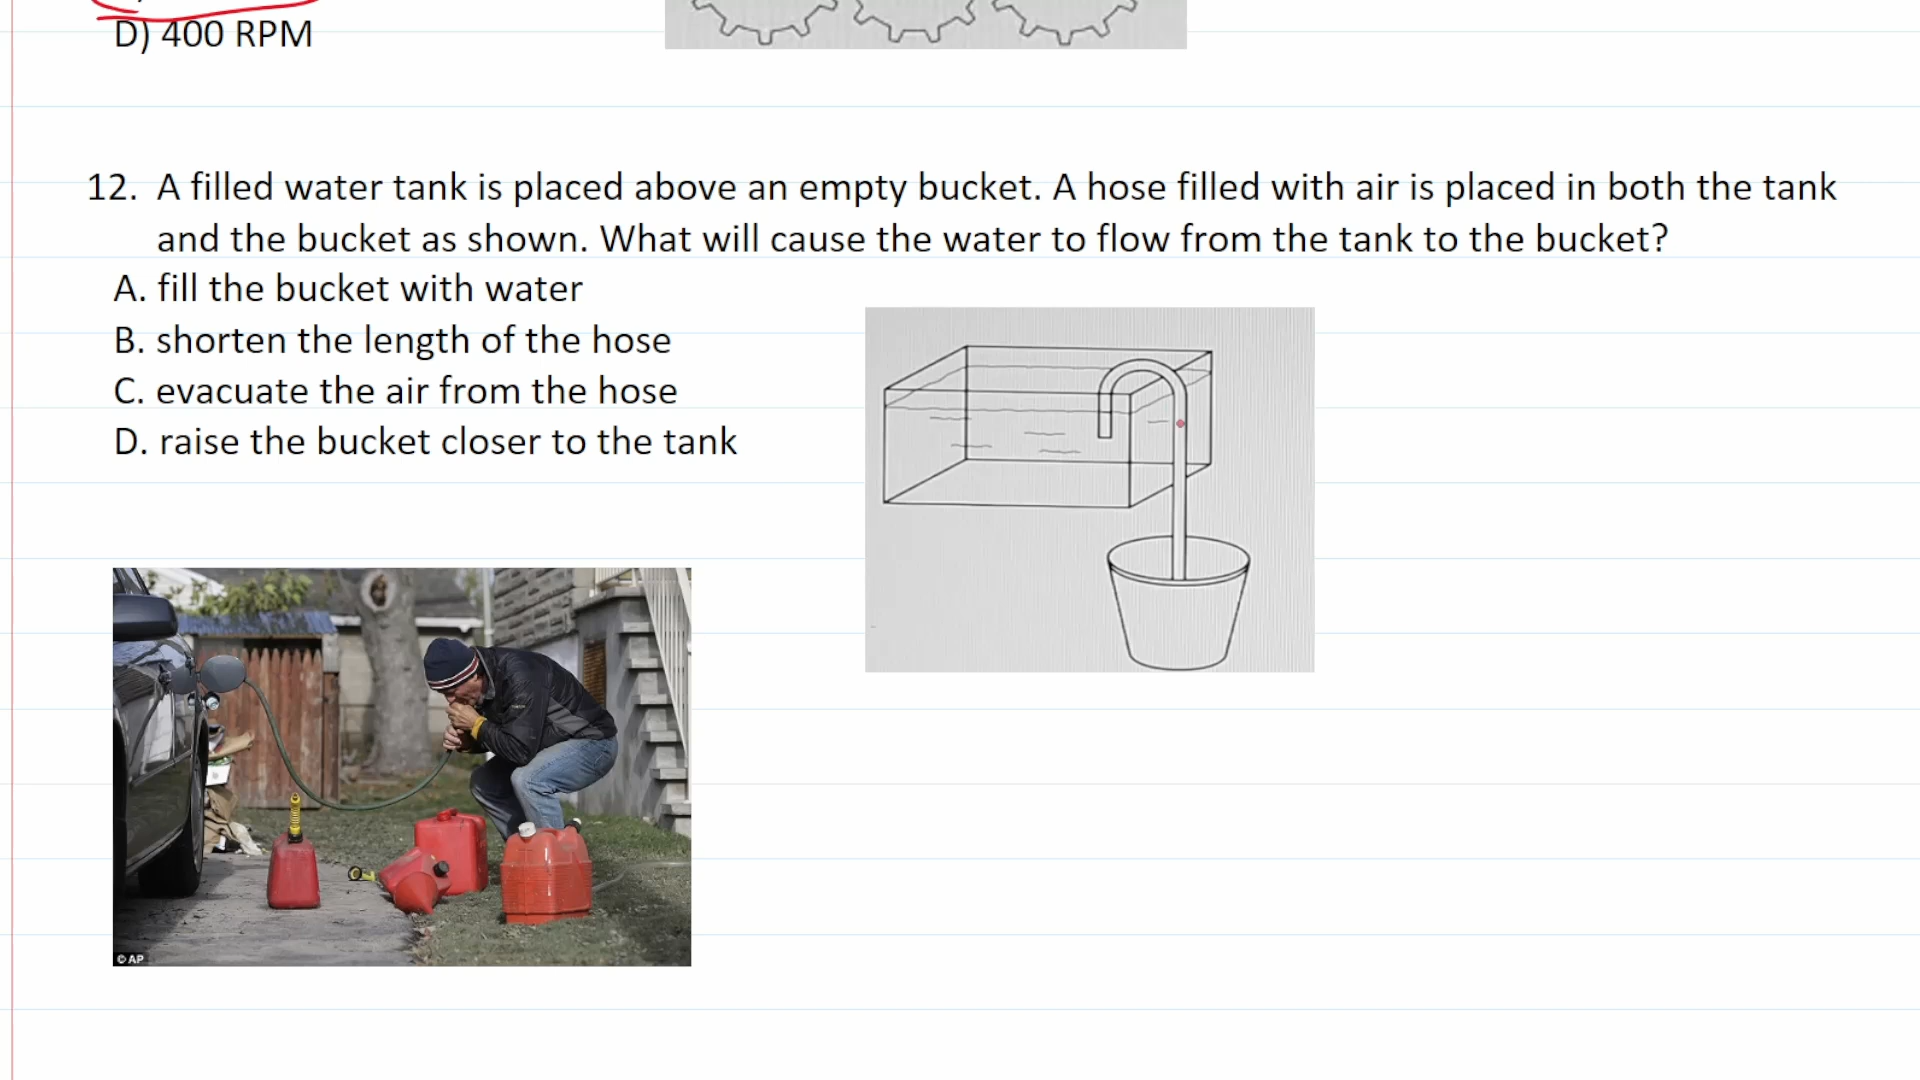 D) 400 RPM
12. A filled water tank is placed above an empty bucket. A hose filled with air is placed in both the tank
and the bucket as shown. What will cause the water to flow from the tank to the bucket?
A. fill the bucket with water
B. shorten the length of the hose
C. evacuate the air from the hose
D. raise the bucket closer to the tank
© AP